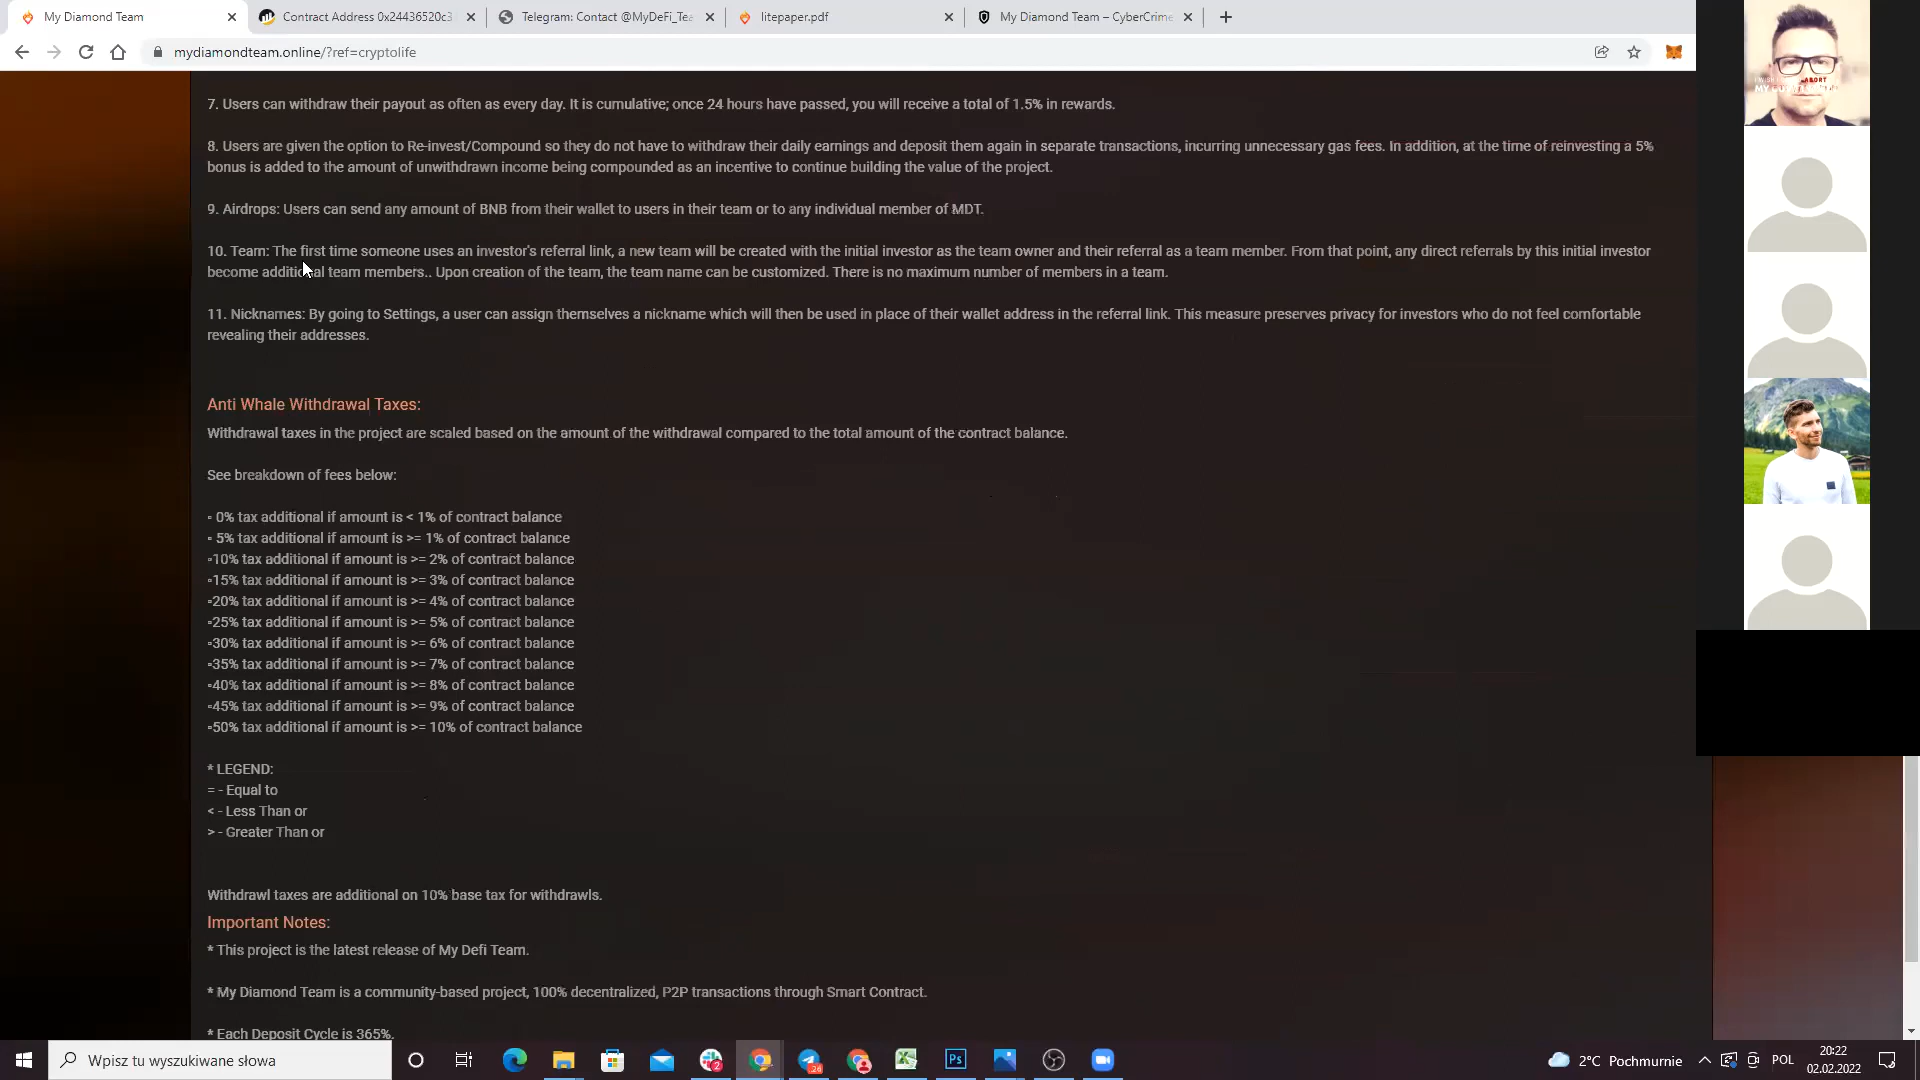 My Diamond Team
Contract Address 0x24436520c3
Telegram: Contact @MyDeFi_Tea
litepaper.pdf
My Diamond Team – CyberCrime
mydiamondteam.online/?ref=cryptolife
7. Users can withdraw their payout as often as every day. It is cumulative; once 24 hours have passed, you will receive a total of 1.5% in rewards.
8. Users are given the option to Re-invest/Compound so they do not have to withdraw their daily earnings and deposit them again in separate transactions, incurring unnecessary gas fees. In addition, at the time of reinvesting a 5%
bonus is added to the amount of unwithdrawn income being compounded as an incentive to continue building the value of the project.
9. Airdrops: Users can send any amount of BNB from their wallet to users in their team or to any individual member of MDT.
10. Team: The first time someone uses an investor's referral link, a new team will be created with the initial investor as the team owner and their referral as a team member. From that point, any direct referrals by this initial investor
become additional team members.. Upon creation of the team, the team name can be customized. There is no maximum number of members in a team.
11. Nicknames: By going to Settings, a user can assign themselves a nickname which will then be used in place of their wallet address in the referral link. This measure preserves privacy for investors who do not feel comfortable
revealing their addresses.
Anti Whale Withdrawal Taxes:
Withdrawal taxes in the project are scaled based on the amount of the withdrawal compared to the total amount of the contract balance.
See breakdown of fees below:
▫ 0% tax additional if amount is < 1% of contract balance
▫ 5% tax additional if amount is >= 1% of contract balance
▫10% tax additional if amount is >= 2% of contract balance
▫15% tax additional if amount is >= 3% of contract balance
▫20% tax additional if amount is >= 4% of contract balance
▫25% tax additional if amount is >= 5% of contract balance
▫30% tax additional if amount is >= 6% of contract balance
▫35% tax additional if amount is >= 7% of contract balance
▫40% tax additional if amount is >= 8% of contract balance
▫45% tax additional if amount is >= 9% of contract balance
▫50% tax additional if amount is >= 10% of contract balance
* LEGEND:
= - Equal to
< - Less Than or
> - Greater Than or
Withdrawl taxes are additional on 10% base tax for withdrawls.
Important Notes:
* This project is the latest release of My Defi Team.
* My Diamond Team is a community-based project, 100% decentralized, P2P transactions through Smart Contract.
* Each Deposit Cycle is 365%.
Wpisz tu wyszukiwane słowa
2
24
2°C Pochmurnie
POL
20:22
02.02.2022